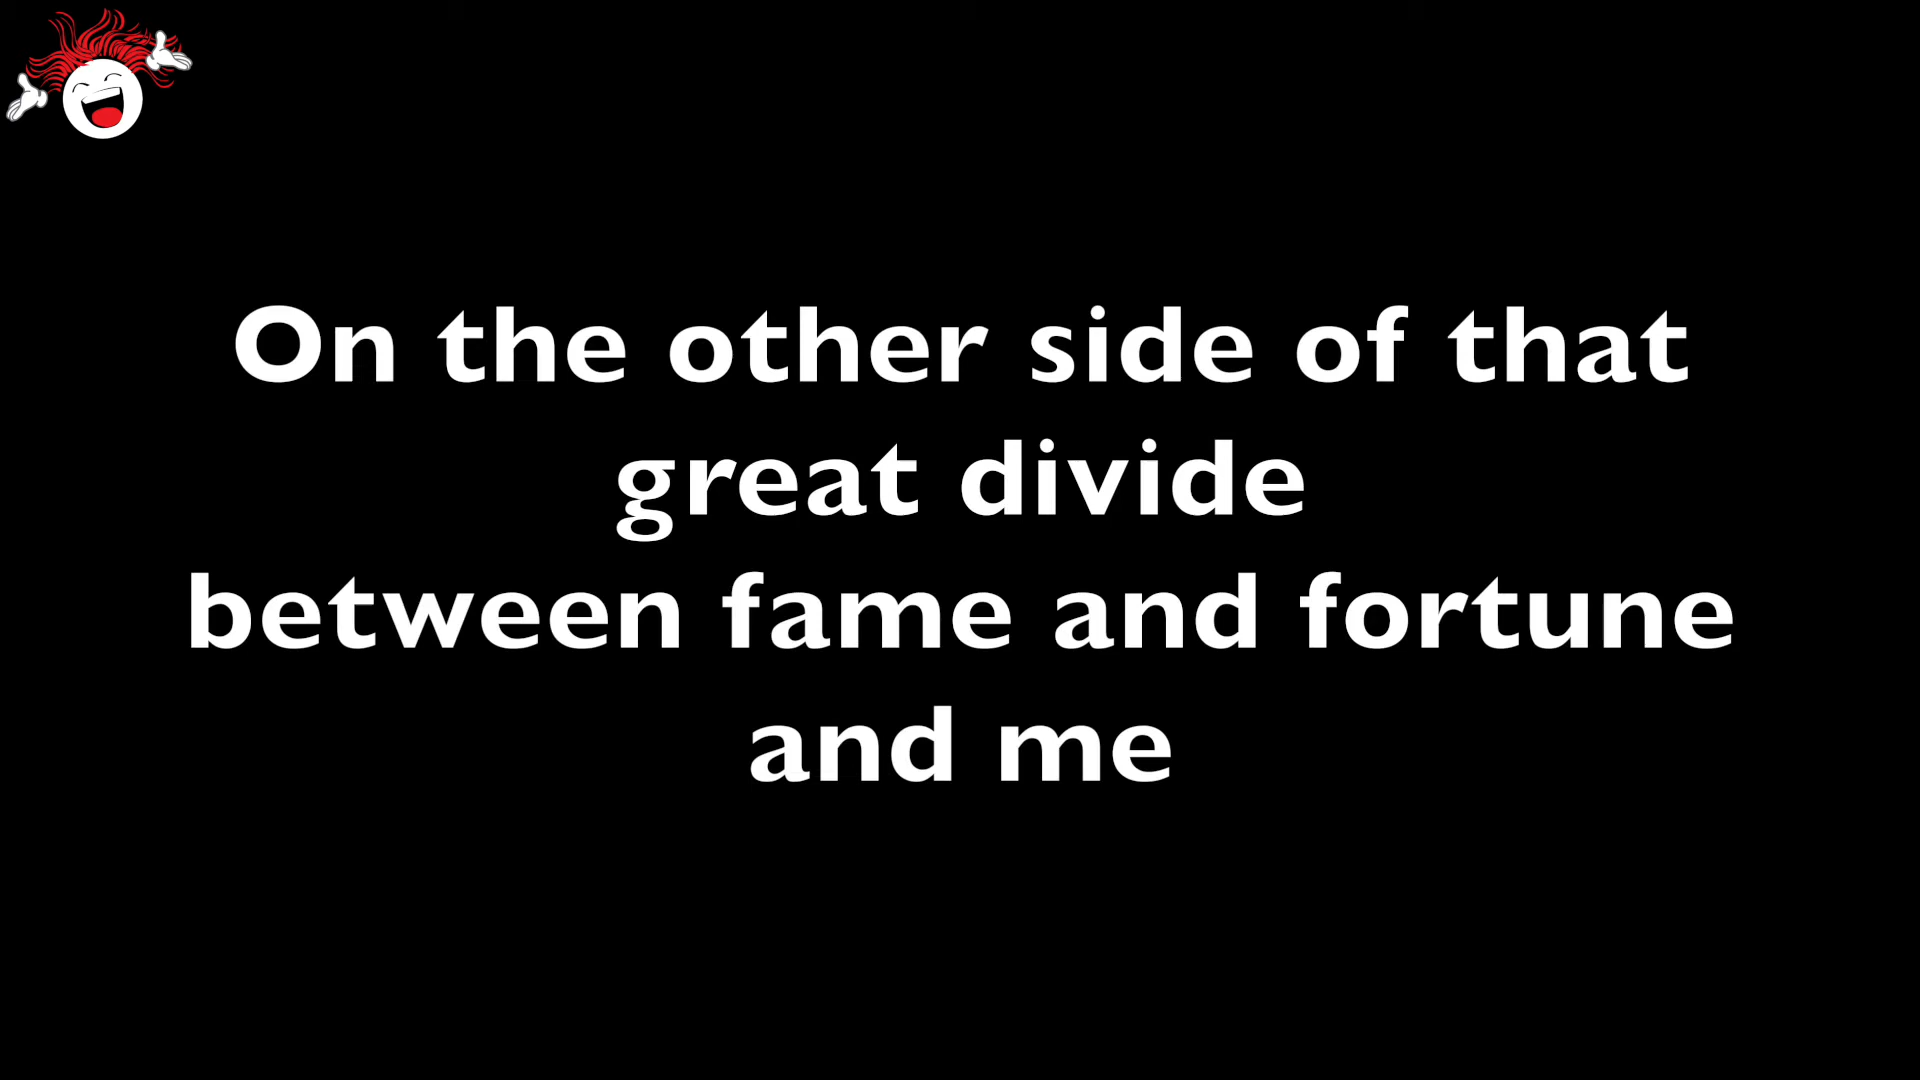 On the other side of that
great divide
between fame and fortune
and me